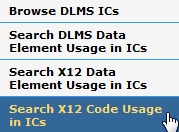 Browse DLMS ICs
Search DLMS Data
Element Usage in ICs
Search X12 Data
Element Usage in ICs
Search X12 Code Usage
in ICs